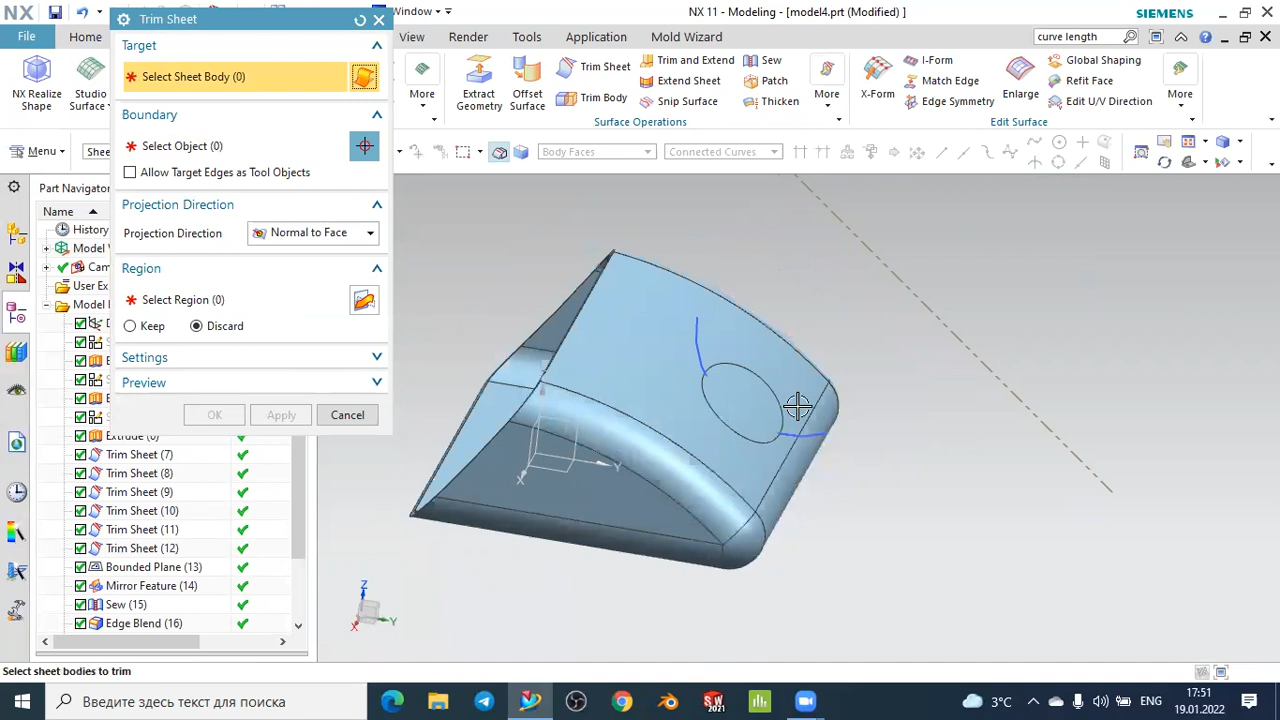 Window
NX 11 - Modeling - [model4.prt (Modified) ]
SIEMENS
File
Home
View
Render
Tools
Application
Mold Wizard
curve length
NX Realize Shape
Studio Surface
More
Extract Geometry
Offset Surface
Trim Sheet
Trim Body
Trim and Extend
Extend Sheet
Snip Surface
Sew
Patch
Thicken
More
Surface Operations
X-Form
I-Form
Match Edge
Edge Symmetry
Enlarge
Global Shaping
Refit Face
Edit U/V Direction
More
Edit Surface
Menu
Shee
Body Faces
Connected Curves
Trim Sheet
Target
Select Sheet Body (0)
Boundary
Select Object (0)
Allow Target Edges as Tool Objects
Projection Direction
Projection Direction
Normal to Face
Region
Select Region (0)
Keep
Discard
Settings
Preview
OK
Apply
Cancel
Part Navigator
Name
History
Model V
Cam
User Ex
Model
Extrude (6)
Trim Sheet (7)
Trim Sheet (8)
Trim Sheet (9)
Trim Sheet (10)
Trim Sheet (11)
Trim Sheet (12)
Bounded Plane (13)
Mirror Feature (14)
Sew (15)
Edge Blend (16)
X
Y
Z
X
Y
Select sheet bodies to trim
Введите здесь текст для поиска
SW
2021
3°C
ENG
17:51
19.01.2022